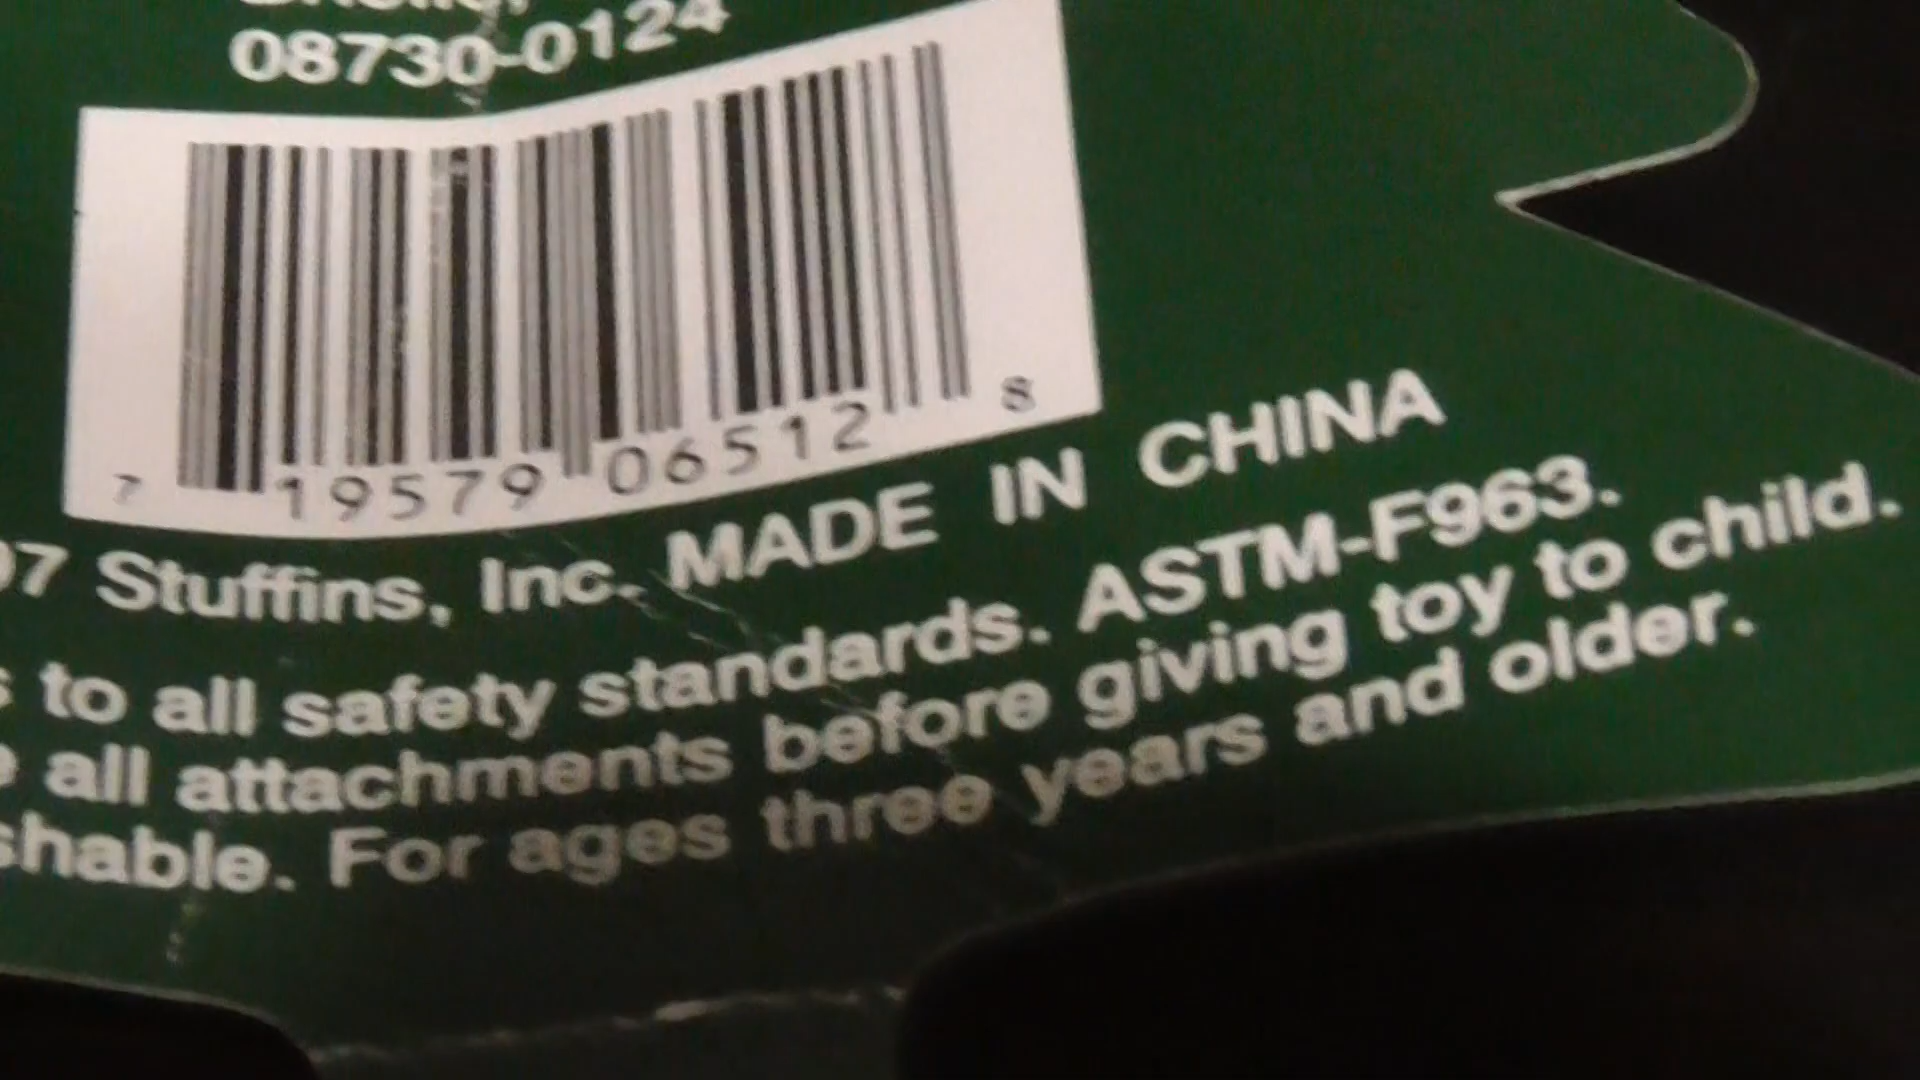 08730-0124
7 19579 06512 8
97 Stuffins, Inc. MADE IN CHINA
to all safety standards. ASTM-F963.
all attachments before giving toy to child.
shable. For ages three years and older.